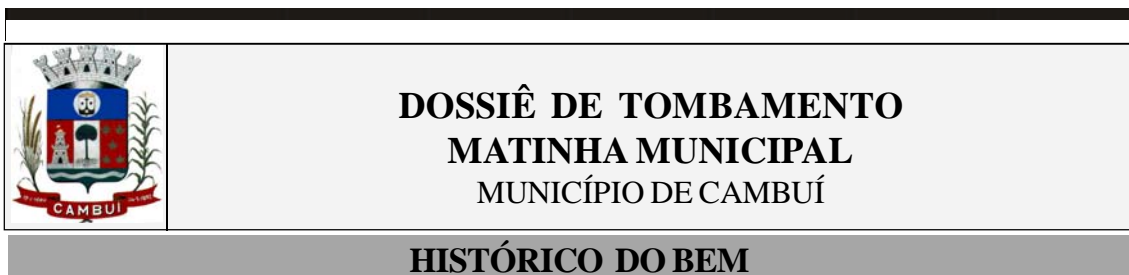 DOSSIÊ DE TOMBAMENTO
MATINHA MUNICIPAL
MUNICÍPIO DE CAMBUÍ
CAMBUÍ
HISTÓRICO DO BEM